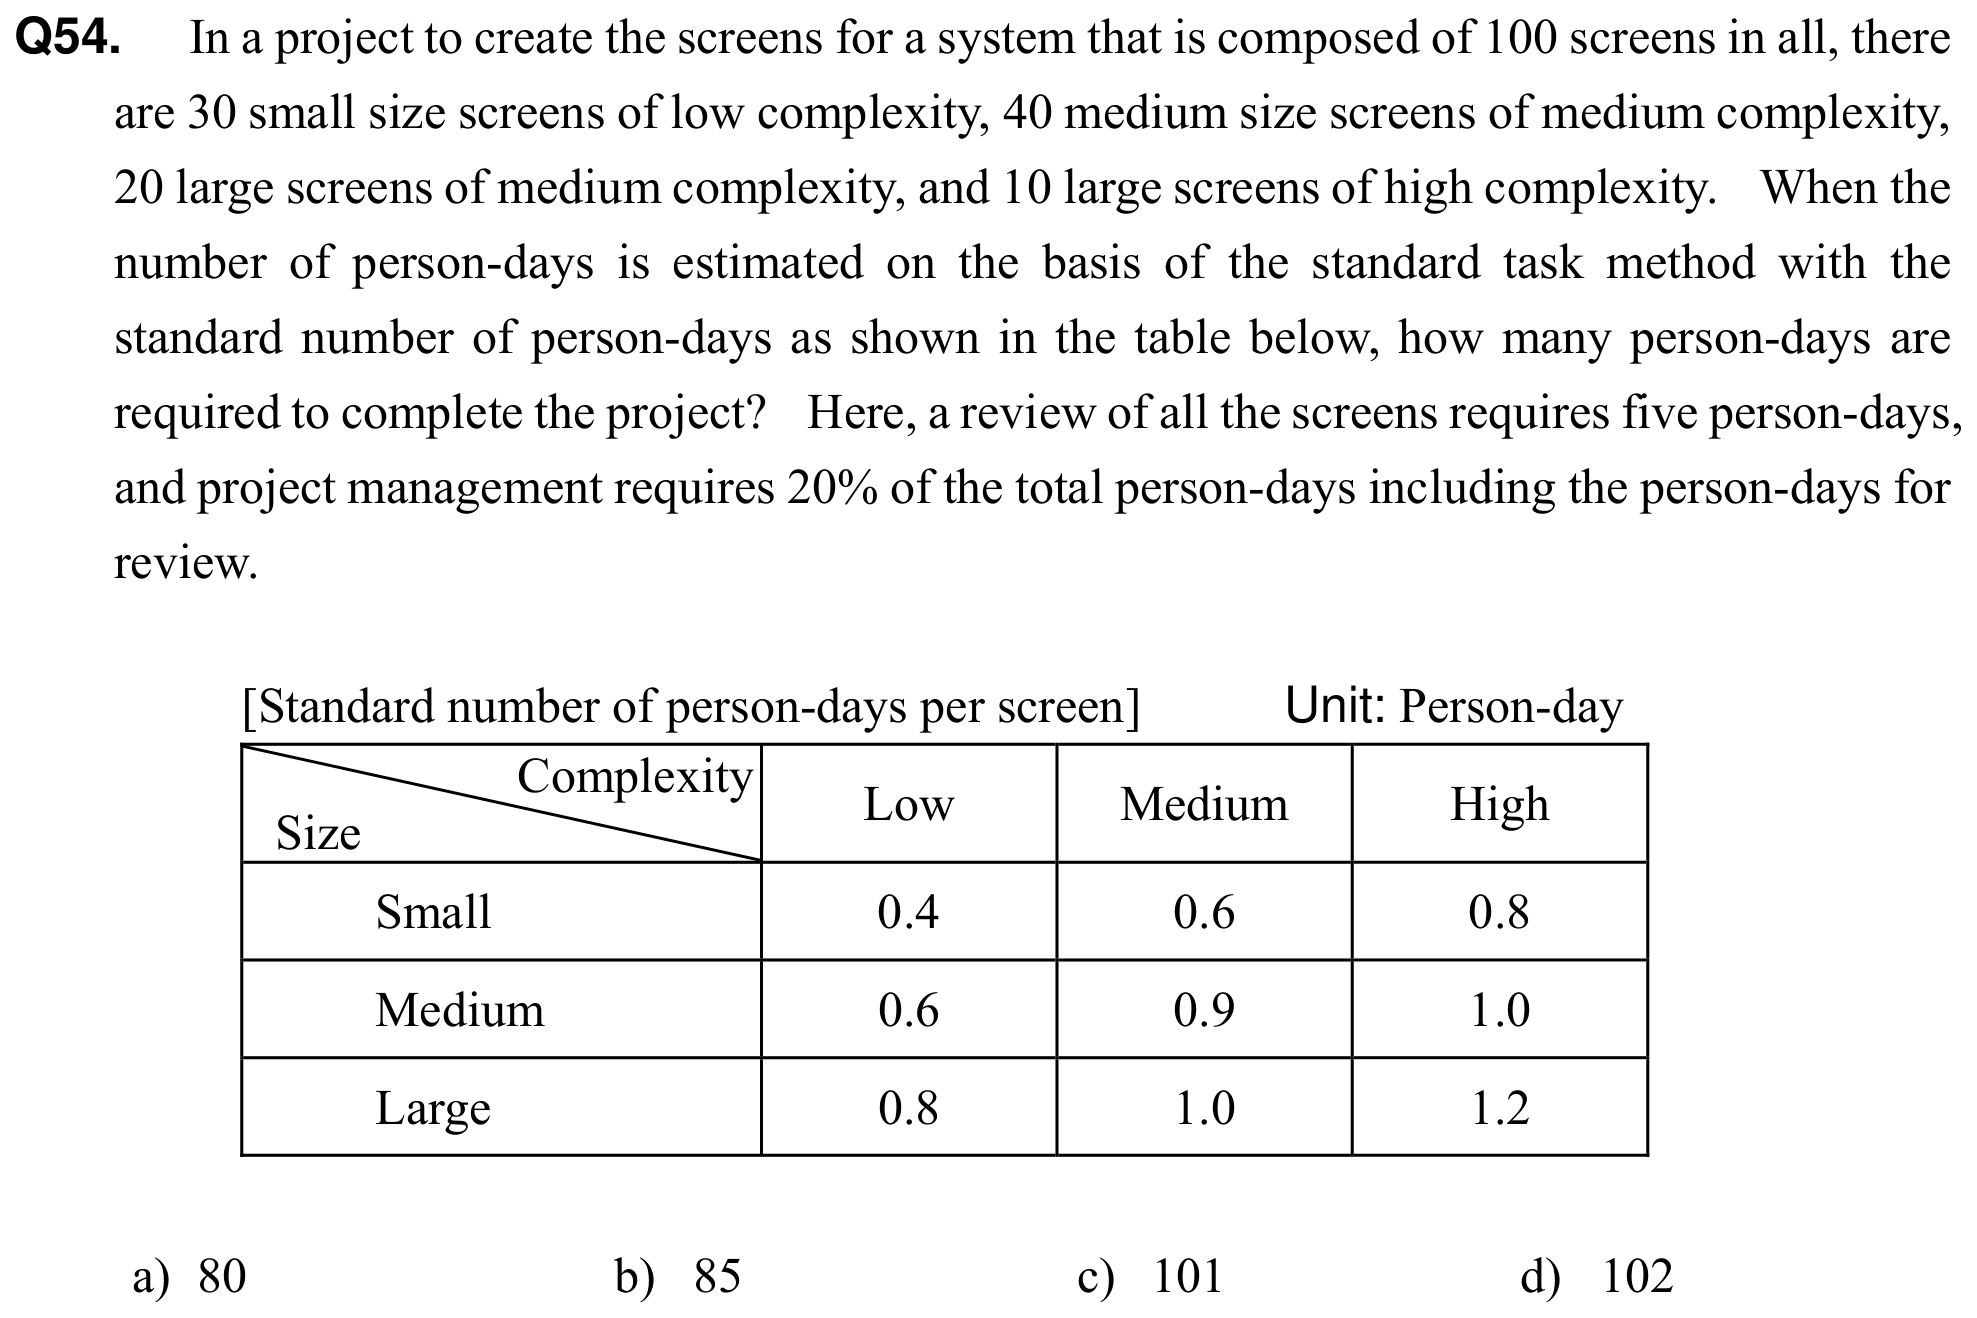 Q54. In a project to create the screens for a system that is composed of 100 screens in all, there
are 30 small size screens of low complexity, 40 medium size screens of medium complexity,
20 large screens of medium complexity, and 10 large screens of high complexity. When the
number of person-days is estimated on the basis of the standard task method with the
standard number of person-days as shown in the table below, how many person-days are
required to complete the project? Here, a review of all the screens requires five person-days,
and project management requires 20% of the total person-days including the person-days for
review.
[Standard number of person-days per screen] Unit: Person-day
Complexity
Size Low Medium High
Small 0.4 0.6 0.8
Medium 0.6 0.9 1.0
Large 0.8 1.0 1.2
a) 80 b) 85 c) 101 d) 102